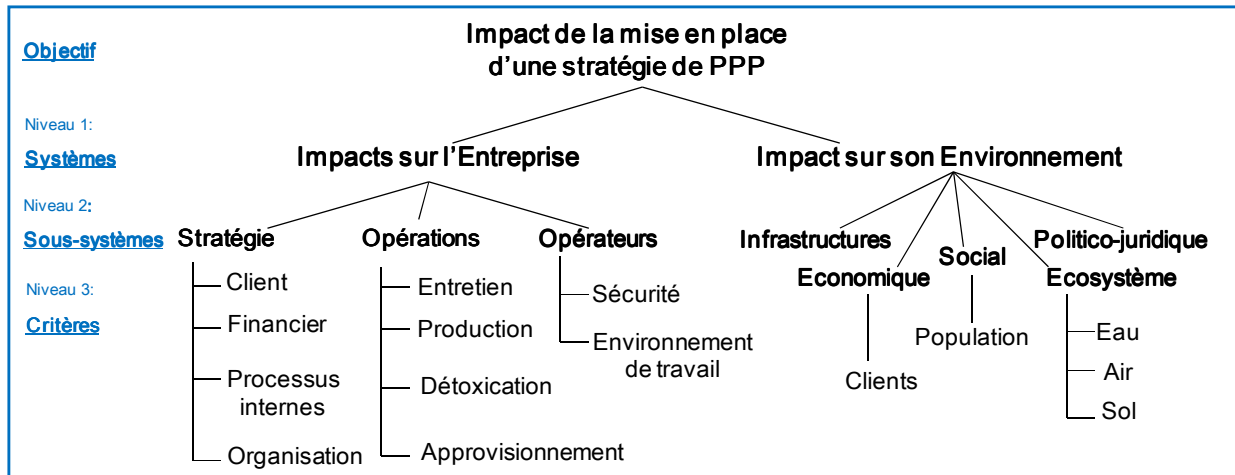 Objectif
Impact de la mise en place
d'une stratégie de PPP
Niveau 1:
Systèmes
Impacts sur l'Entreprise
Impact sur son Environnement
Niveau 2:
Sous-systèmes
Stratégie
Opérations
Opérateurs
Infrastructures
Economique
Social
Politico-juridique
Ecosystème
Niveau 3:
Critères
Client
Financier
Processus
internes
Organisation
Entretien
Production
Détoxication
Approvisionnement
Sécurité
Environnement
de travail
Clients
Population
Eau
Air
Sol